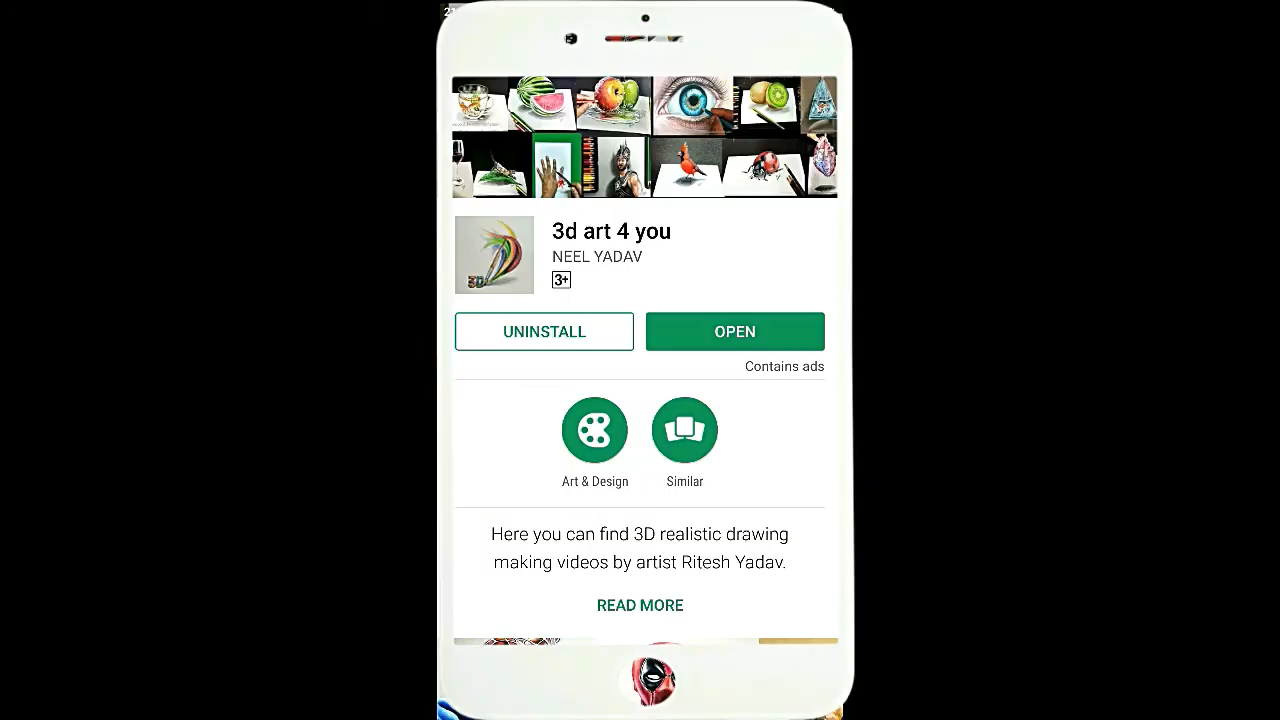 3d art 4 you
NEEL YADAV
3+
UNINSTALL
OPEN
Contains ads
Art & Design
Similar
Here you can find 3D realistic drawing
making videos by artist Ritesh Yadav.
READ MORE
3D